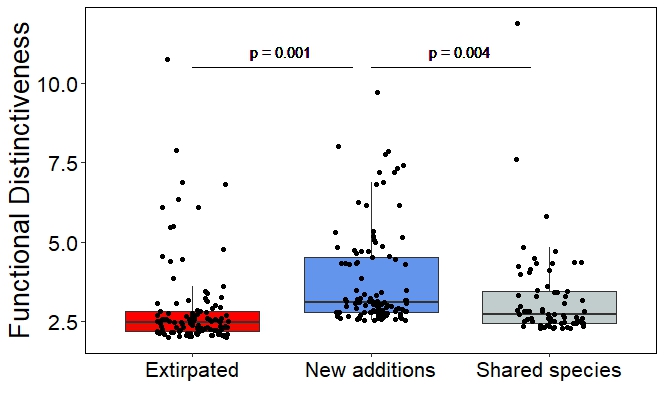 Functional Distinctiveness
p = 0.001
p = 0.004
10.0
7.5
5.0
2.5
Extirpated
New additions
Shared species